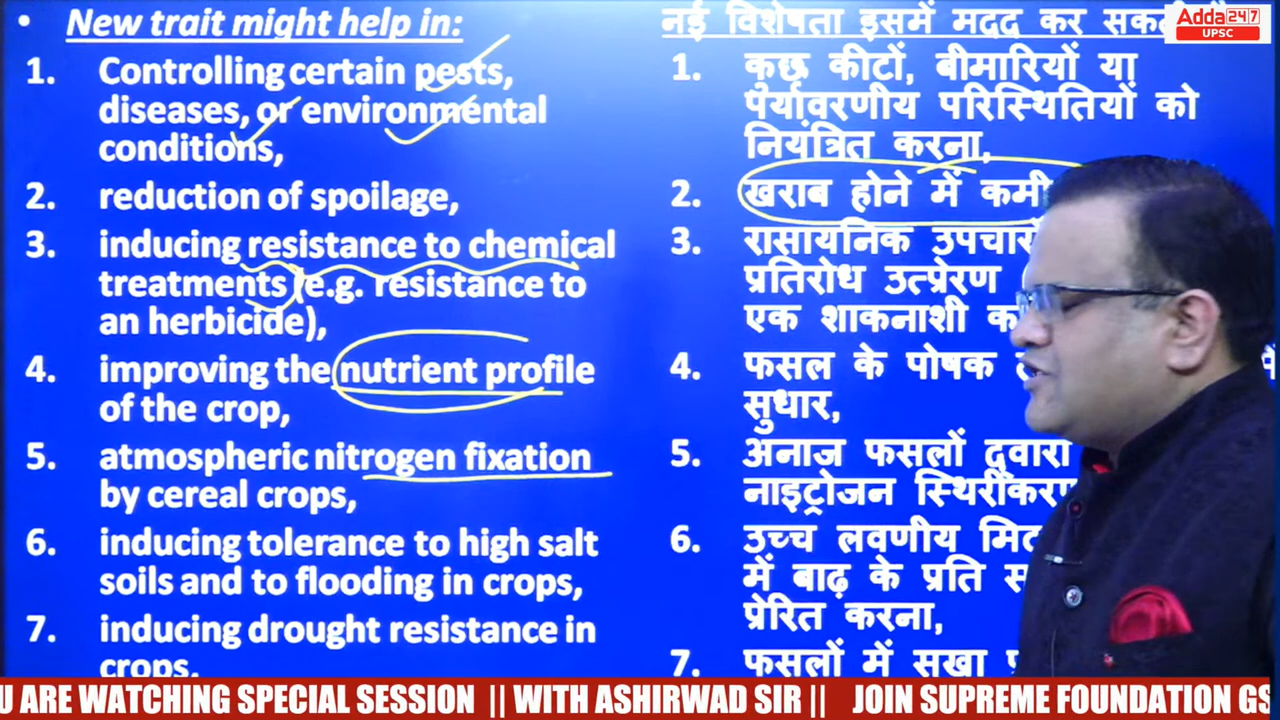 • New trait might help in:
1. Controlling certain pests,
diseases, or environmental
conditions,
2. reduction of spoilage,
3. inducing resistance to chemical
treatments (e.g. resistance to
an herbicide),
4. improving the nutrient profile
of the crop,
5. atmospheric nitrogen fixation
by cereal crops,
6. inducing tolerance to high salt
soils and to flooding in crops,
7. inducing drought resistance in
crops.
नई विशेषता इसमें मदद कर
1. कुछ कीटों, बीमारियों या
पर्यावरणीय परिस्थितियों को
नियंत्रित करना,
2. खराब होने में कमी
3. रासायनिक
प्रतिरोध उत्प्रेरण
एक शाकनाशी
4. फसल के पोषक
में
सुधार,
5. अनाज फसलों द्वारा
नाइट्रोजन
6. उच्च लवणीय
में बाढ़ के प्रति
प्रेरित करना,
7. फसलों में सूखा
Adda 247
UPSC
U ARE WATCHING SPECIAL SESSION || WITH ASHIRWAD SIR || JOIN SUPREME FOUNDATION GS